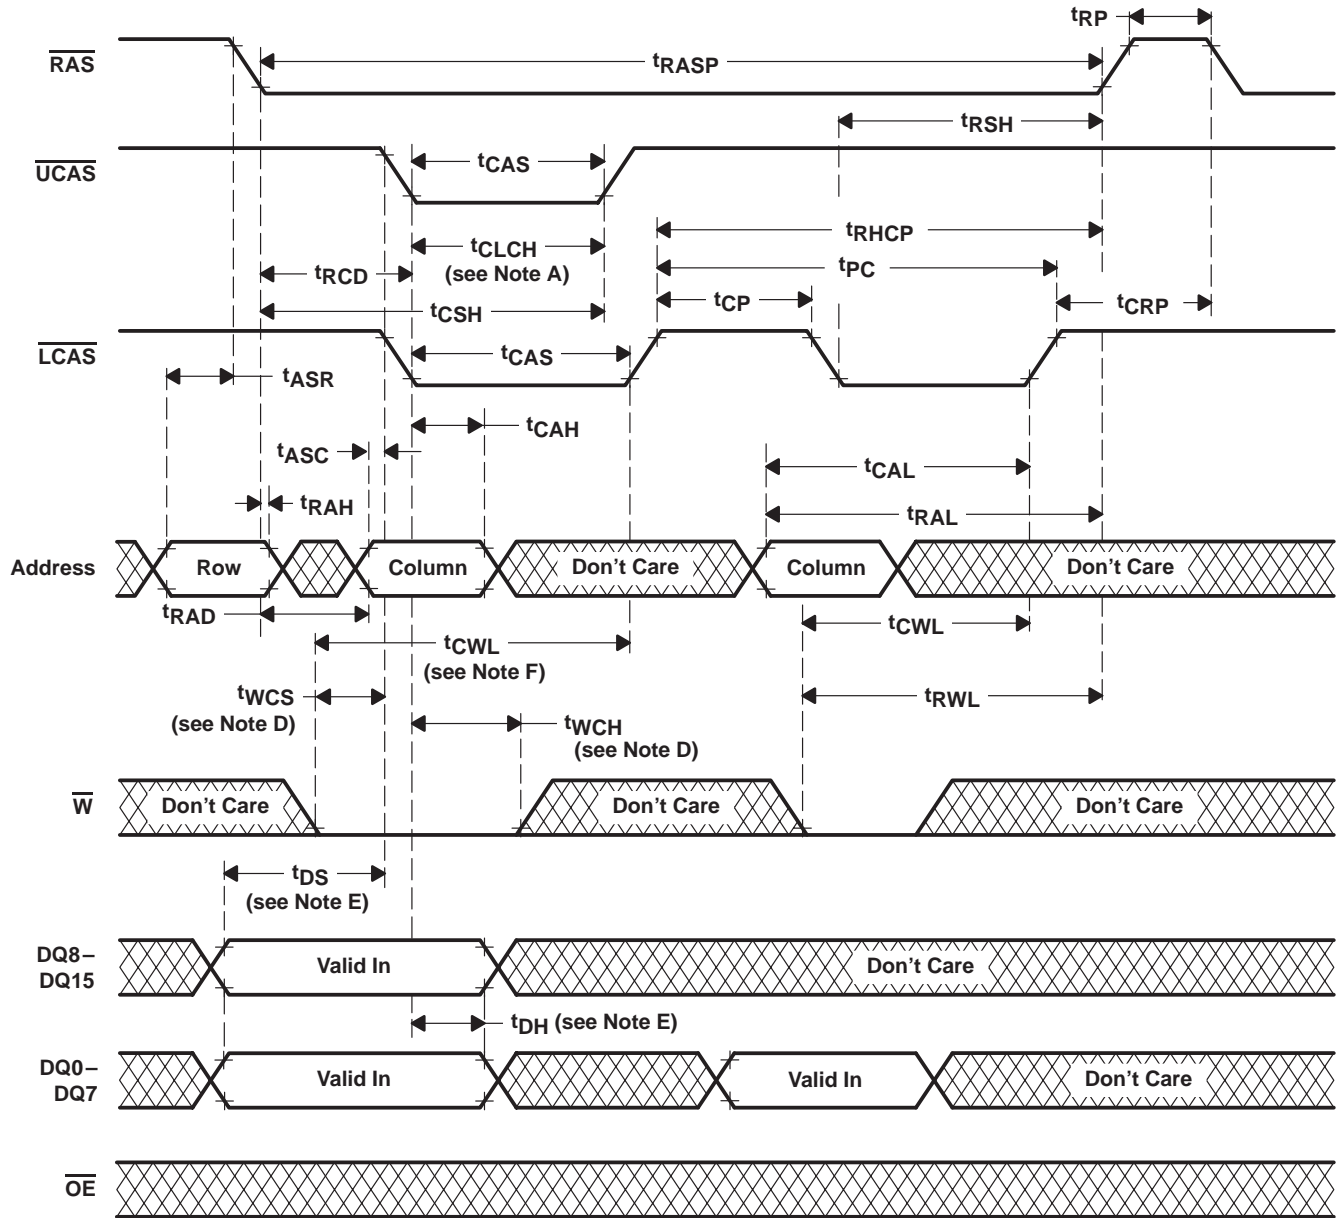 tRP
RAS
tRASP
tRSH
UCAS
tCAS
tRHCP
tCLCH
(see Note A)
tRCD
tPC
tCP
tCSH
tCRP
LCAS
tCAS
tASR
tCAH
tASC
tCAL
tRAH
tRAL
Address
Row
Column
Don't Care
Column
Don't Care
tRAD
tCWL
(see Note F)
tCWL
tWCS
(see Note D)
tRWL
tWCH
(see Note D)
W
Don't Care
Don't Care
Don't Care
tDS
(see Note E)
DQ8–
DQ15
Valid In
Don't Care
tDH (see Note E)
DQ0–
DQ7
Valid In
Valid In
Don't Care
OE